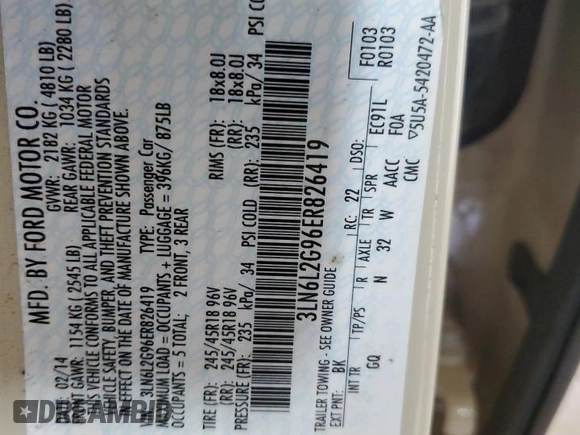 MFD. BY FORD MOTOR CO.
DATE: 02/14 GVWR: 2182 KG ( 4810 LB)
FRONT GAWR: 1154 KG ( 2545 LB) REAR GAWR: 1034 KG ( 2280 LB)
THIS VEHICLE CONFORMS TO ALL APPLICABLE FEDERAL MOTOR
VEHICLE SAFETY, BUMPER, AND THEFT PREVENTION STANDARDS
IN EFFECT ON THE DATE OF MANUFACTURE SHOWN ABOVE.
VIN: 3LN6L2G96ER826419 TYPE: Passenger Car
MAXIMUM LOAD = OCCUPANTS + LUGGAGE = 396KG/ 875LB
OCCUPANTS: 5 TOTAL: 2 FRONT, 3 REAR
TIRE (FR): 245/45R18 96V RIMS (FR): 18x8.0J
(RR): 245/45R18 96V (RR): 18x8.0J
PRESSURE (FR): 235 kPa/ 34 PSI COLD (RR): 235 kPa/ 34 PSI CO
3LN6L2G96ER826419
TRAILER TOWING - SEE OWNER GUIDE
EXT PNT: BK RC: 22 DSO: F0103
R0103
INT TR TP/PS R AXLE TR SPR EC91L
GQ N 32 W AACC F0A
CMC ▽5U5A-5420472-AA
© AUTOBIDCAR